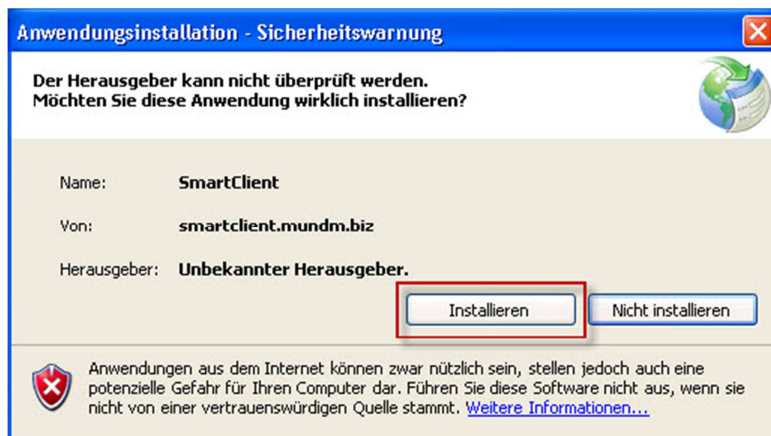 Anwendungsinstallation - Sicherheitswarnung
Der Herausgeber kann nicht überprüft werden.
Möchten Sie diese Anwendung wirklich installieren?
Name: SmartClient
Von: smartclient.mundm.biz
Herausgeber: Unbekannter Herausgeber.
Installieren Nicht installieren
Anwendungen aus dem Internet können zwar nützlich sein, stellen jedoch auch eine
potenzielle Gefahr für Ihren Computer dar. Führen Sie diese Software nicht aus, wenn sie
nicht von einer vertrauenswürdigen Quelle stammt. Weitere Informationen...